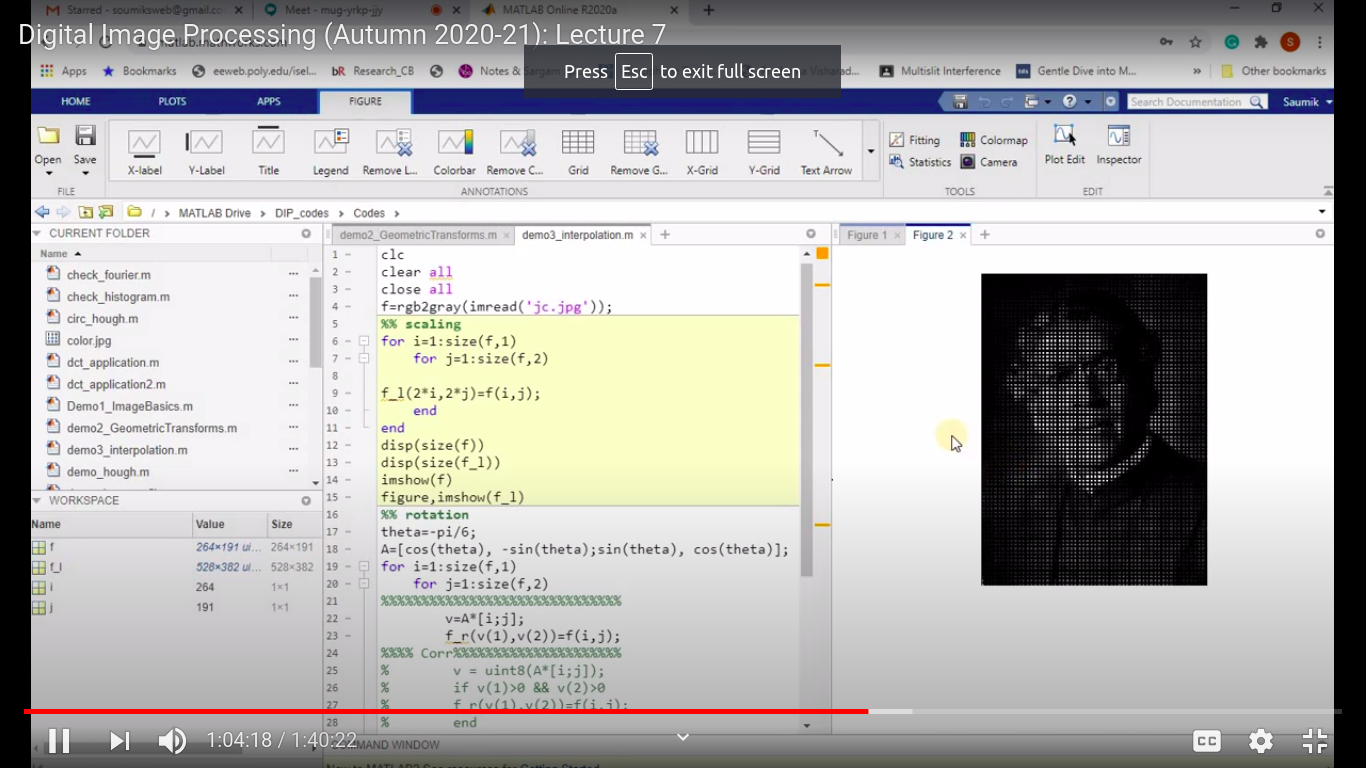 Starred - soumiksweb@gmail.co
Meet - mug-yrkp-jjy
MATLAB Online R2020a
Digital Image Processing (Autumn 2020-21): Lecture 7
Press Esc to exit full screen
Apps
Bookmarks
eeweb.poly.edu/isel...
Research_CB
Notes &
Multislit Interference
Gentle Dive into M...
»
Other bookmarks
HOME
PLOTS
APPS
FIGURE
Search Documentation
Saumik
Open
Save
X-label
Y-Label
Title
Legend
Remove L...
Colorbar
Remove C...
Grid
Remove G...
X-Grid
Y-Grid
Text Arrow
Fitting
Colormap
Statistics
Camera
Plot Edit
Inspector
FILE
ANNOTATIONS
TOOLS
EDIT
/ > MATLAB Drive > DIP_codes > Codes >
CURRENT FOLDER
Name
check_fourier.m
check_histogram.m
circ_hough.m
color.jpg
dct_application.m
dct_application2.m
Demo1_ImageBasics.m
demo2_GeometricTransforms.m
demo3_interpolation.m
demo_hough.m
WORKSPACE
Name Value Size
f 264×191 ui... 264×191
f_l 528×382 ui... 528×382
i 264 1×1
j 191 1×1
demo2_GeometricTransforms.m
demo3_interpolation.m
1 clc
2 clear all
3 close all
4 f=rgb2gray(imread('jc.jpg'));
5 %% scaling
6 for i=1:size(f,1)
7 for j=1:size(f,2)
8
9 f_l(2*i,2*j)=f(i,j);
10 end
11 end
12 disp(size(f))
13 disp(size(f_l))
14 imshow(f)
15 figure,imshow(f_l)
16 %% rotation
17 theta=-pi/6;
18 A=[cos(theta), -sin(theta);sin(theta), cos(theta)];
19 for i=1:size(f,1)
20 for j=1:size(f,2)
21 %%%%%%%%%%%%%%%%%%%%%%%%%%%%%%
22 v=A*[i;j];
23 f_r(v(1),v(2))=f(i,j);
24 %%%% Corr%%%%%%%%%%%%%%%%%%%%%
25 % v = uint8(A*[i;j]);
26 % if v(1)>0 && v(2)>0
27 % f_r(v(1),v(2))=f(i,j);
28 % end
Figure 1
Figure 2
1:04:18 / 1:40:22
COMMAND WINDOW
CC